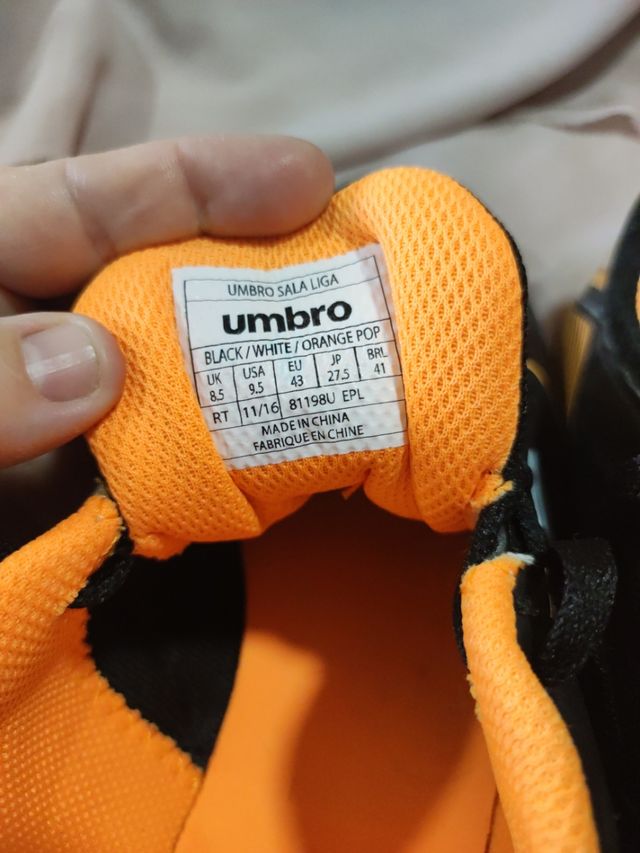 UMBRO SALA LIGA
umbro
BLACK / WHITE / ORANGE POP
UK USA EU JP BRL
8.5 9.5 43 27.5 41
RT 11/16 81198U EPL
MADE IN CHINA
FABRIQUE EN CHINE